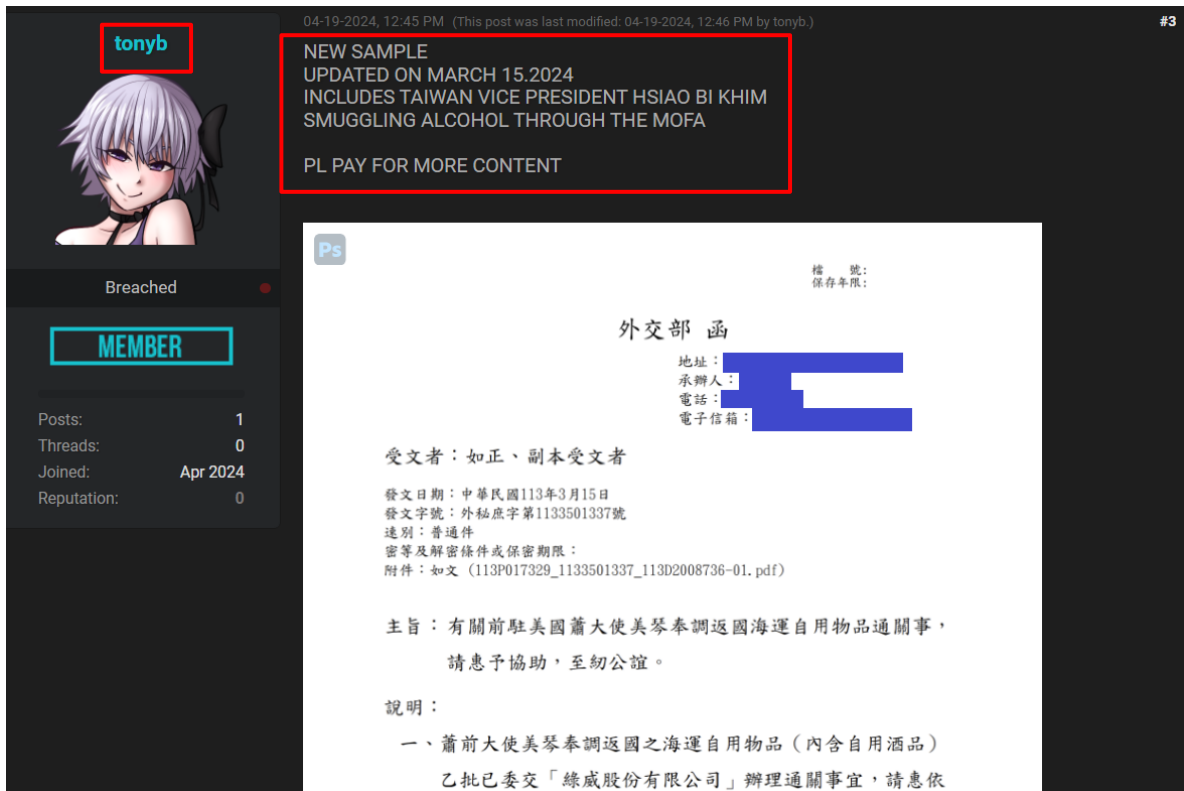 04-19-2024, 12:45 PM (This post was last modified: 04-19-2024, 12:46 PM by tonyb.)
#3
tonyb
NEW SAMPLE
UPDATED ON MARCH 15.2024
INCLUDES TAIWAN VICE PRESIDENT HSIAO BI KHIM
SMUGGLING ALCOHOL THROUGH THE MOFA
PL PAY FOR MORE CONTENT
Breached
MEMBER
Posts: 1
Threads: 0
Joined: Apr 2024
Reputation: 0
Ps
檔 號:
保存年限:
外交部 函
地址：
承辦人：
電話：
電子信箱：
受文者：如正、副本受文者
發文日期：中華民國113年3月15日
發文字號：外秘庶字第1133501337號
速別：普通件
密等及解密條件或保密期限：
附件：如文 (113P017329_1133501337_113D2008736-01.pdf)
主旨：有關前駐美國蕭大使美琴奉調返國海運自用物品通關事，
請惠予協助，至紉公誼。
說明：
一、蕭前大使美琴奉調返國之海運自用物品（內含自用酒品）
乙批已委交「綠威股份有限公司」辦理通關事宜，請惠依